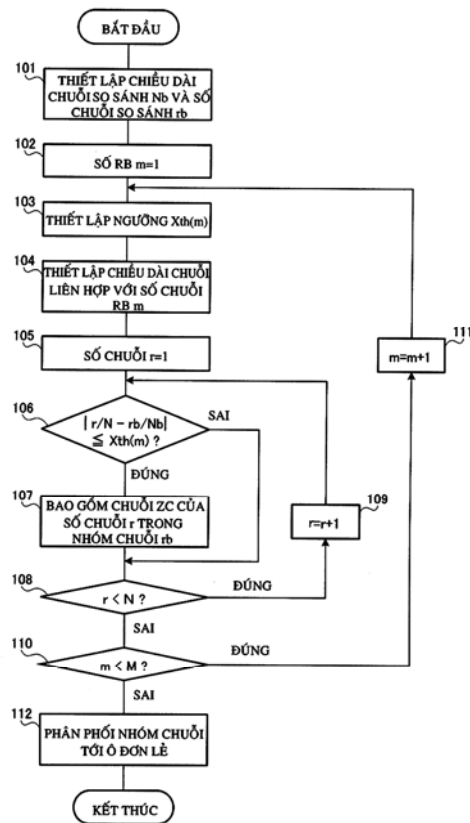 BẮT ĐẦU
101
THIẾT LẬP CHIỀU DÀI
CHUỖI SO SÁNH Nb VÀ SỐ
CHUỖI SO SÁNH rb
102
SỐ RB m=1
103
THIẾT LẬP NGƯỠNG Xth(m)
104
THIẾT LẬP CHIỀU DÀI CHUỖI
LIÊN HỢP VỚI SỐ CHUỖI
RB m
105
SỐ CHUỖI r=1
111
m=m+1
106
| r/N - rb/Nb|
≦ Xth(m) ?
SAI
ĐÚNG
107
BAO GỒM CHUỖI ZC CỦA
SỐ CHUỖI r TRONG
NHÓM CHUỖI rb
109
r=r+1
108
r < N ?
ĐÚNG
SAI
110
m < M ?
ĐÚNG
SAI
112
PHÂN PHỐI NHÓM CHUỖI
TỚI Ô ĐƠN LẺ
KẾT THÚC